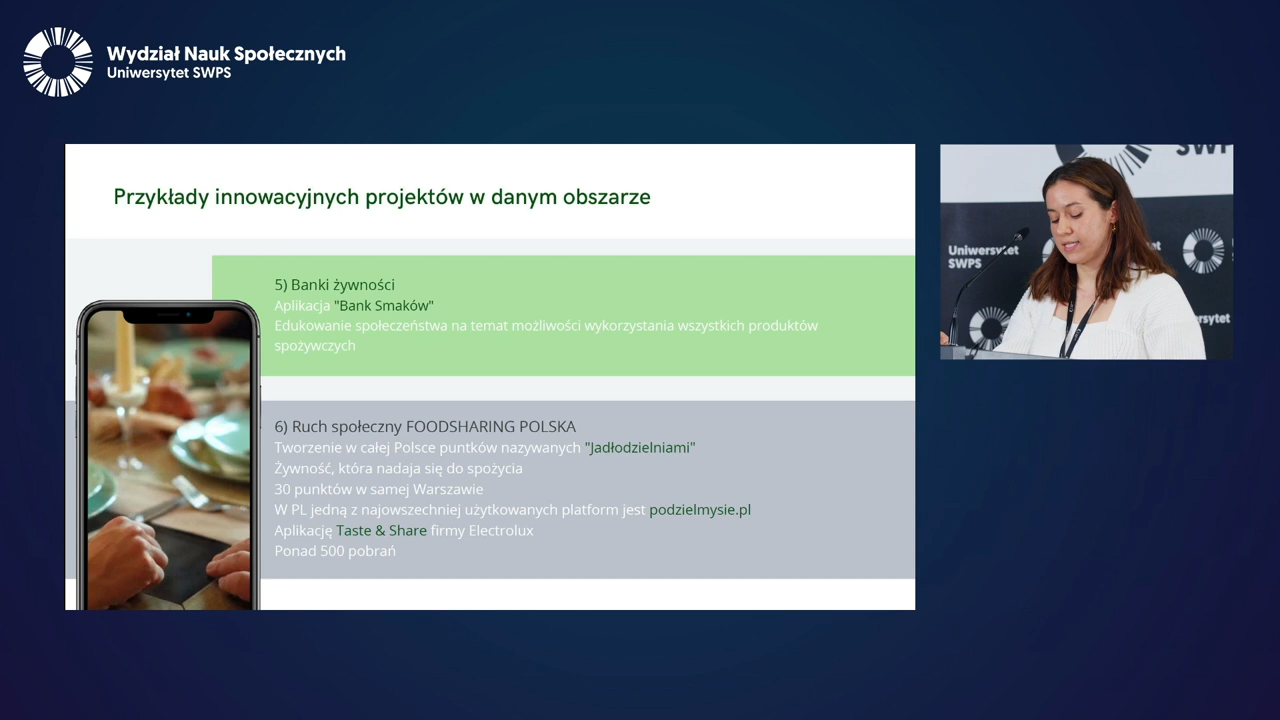 Wydział Nauk Społecznych
Uniwersytet SWPS
Przykłady innowacyjnych projektów w danym obszarze
5) Banki żywności
Aplikacja "Bank Smaków"
Edukowanie społeczeństwa na temat możliwości wykorzystania wszystkich produktów
spożywczych
6) Ruch społeczny FOODSHARING POLSKA
Tworzenie w całej Polsce puntków nazywanych "Jadłodzielniami"
Żywność, która nadaja się do spożycia
30 punktów w samej Warszawie
W PL jedną z najowszechniej użytkowanych platform jest podzielmysie.pl
Aplikację Taste & Share firmy Electrolux
Ponad 500 pobrań
SWPS
Uniwersytet
SWPS